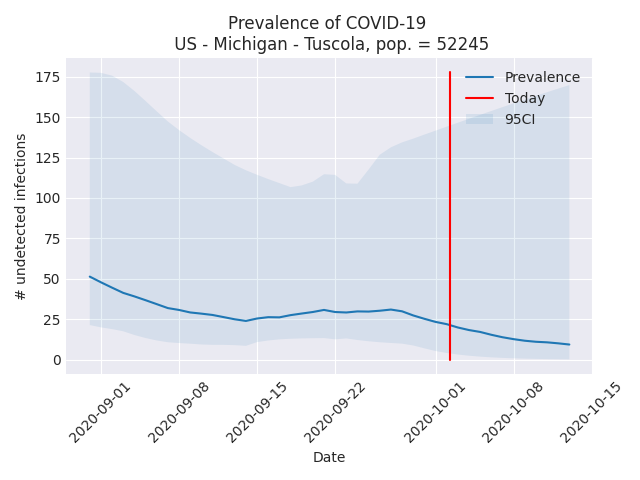 Prevalence of COVID-19
US - Michigan - Tuscola, pop. = 52245
Prevalence
Today
95CI
# undetected infections
175
150
125
100
75
50
25
0
2020-09-01
2020-09-08
2020-09-15
2020-09-22
2020-10-01
2020-10-08
2020-10-15
Date